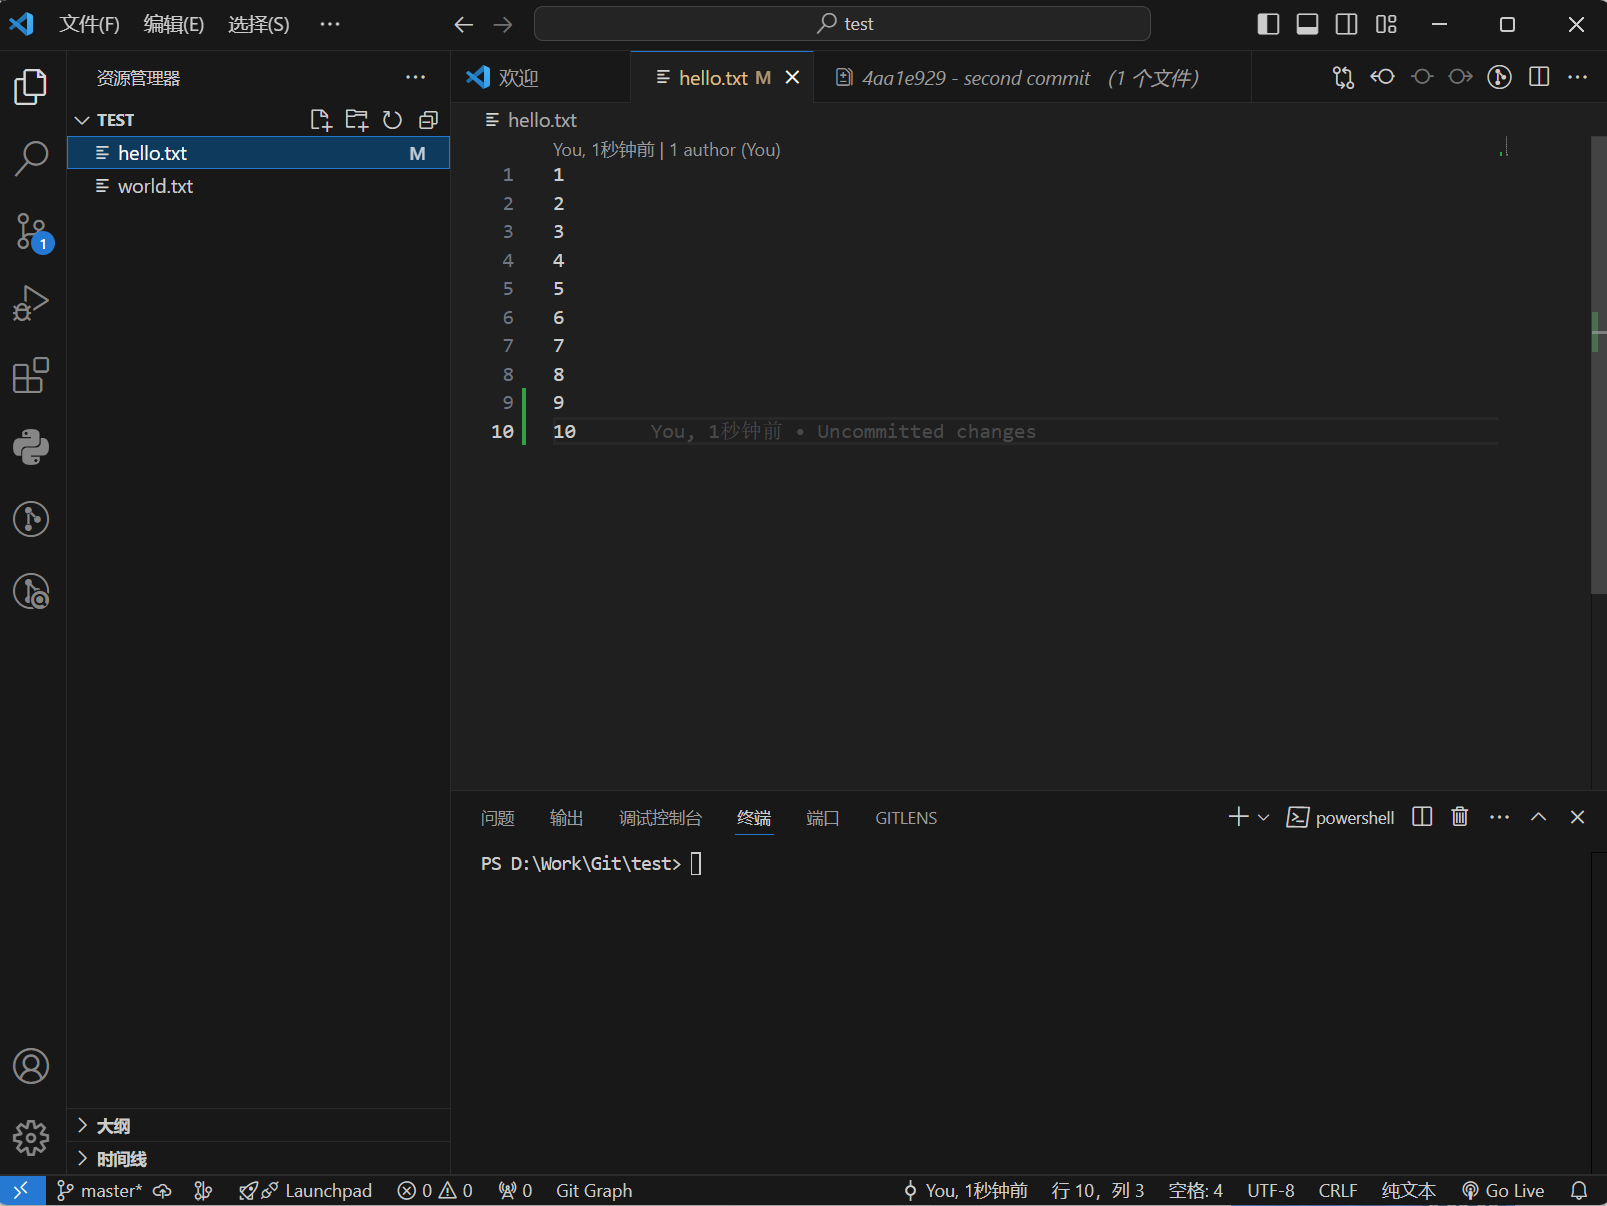 文件(F) 编辑(E) 选择(S) ··· test
资源管理器 ···
欢迎 hello.txt M 4aa1e929 - second commit (1 个文件) ···
TEST
hello.txt M
world.txt
hello.txt
You, 1秒钟前 | 1 author (You)
1 1
2 2
3 3
4 4
5 5
6 6
7 7
8 8
9 9
10 10 You, 1秒钟前 • Uncommitted changes
1
问题 输出 调试控制台 终端 端口 GITLENS powershell ···
PS D:\Work\Git\test>
大纲
时间线
master* Launchpad 0 0 0 Git Graph You, 1秒钟前 行 10，列 3 空格: 4 UTF-8 CRLF 纯文本 Go Live